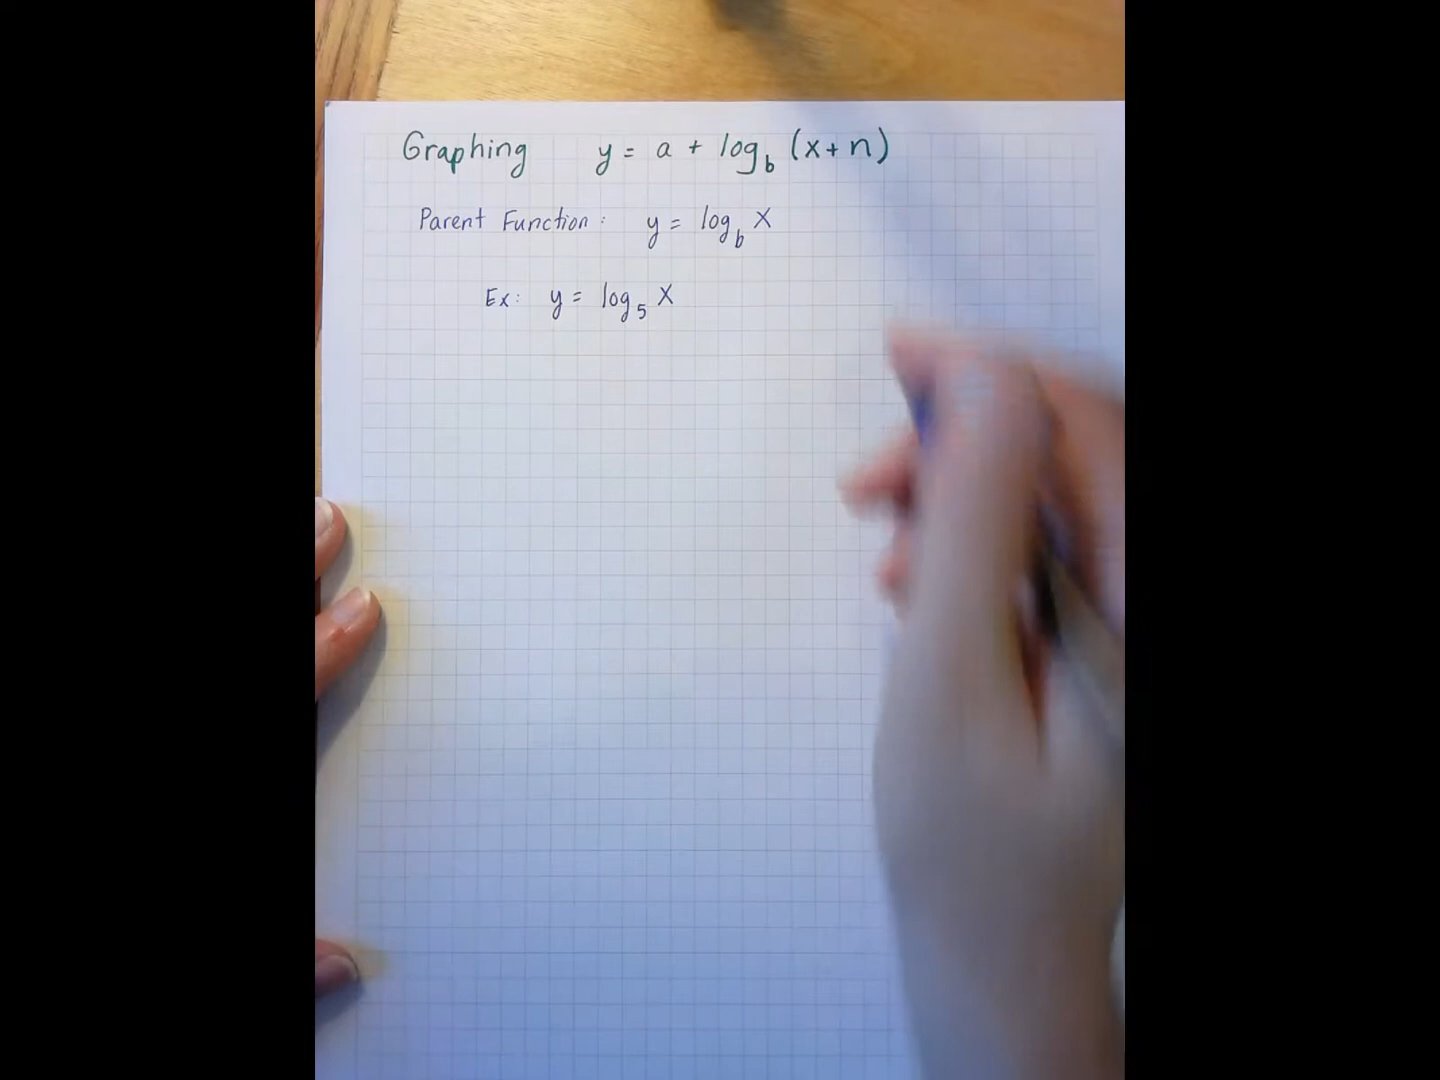 Graphing y = a + log_b (x+n)
Parent Function: y = log_b X
Ex: y = log_5 X